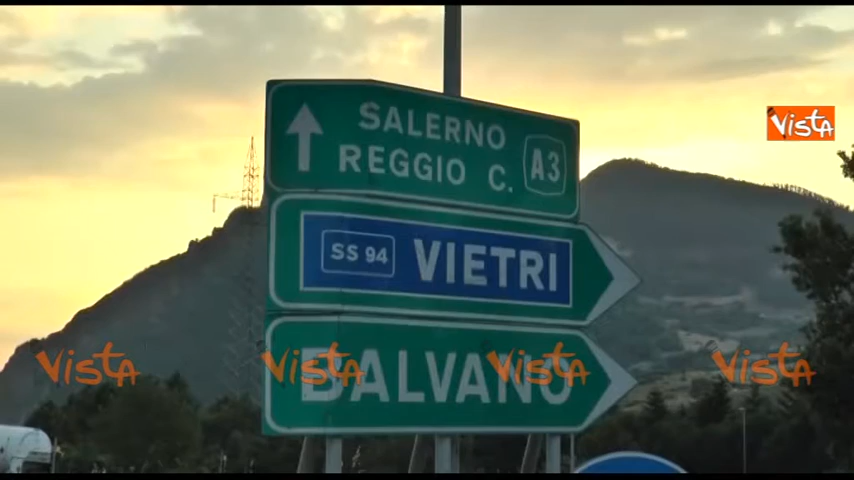 SALERNO
REGGIO C. A3
VISTA
SS 94 VIETRI
BALVANO
VISTA VISTA VISTA VISTA